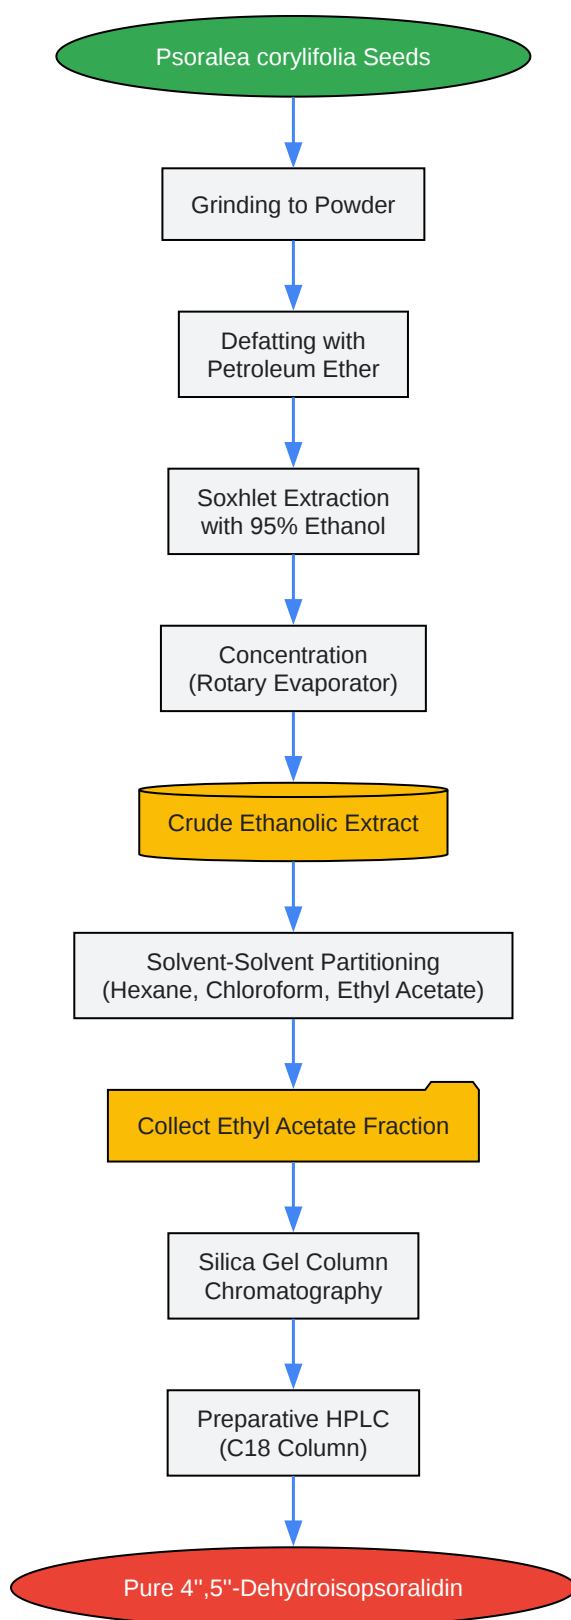 Psoralea corylifolia Seeds
Grinding to Powder
Defatting with
Petroleum Ether
Soxhlet Extraction
with 95% Ethanol
Concentration
(Rotary Evaporator)
Crude Ethanolic Extract
Solvent-Solvent Partitioning
(Hexane, Chloroform, Ethyl Acetate)
Collect Ethyl Acetate Fraction
Silica Gel Column
Chromatography
Preparative HPLC
(C18 Column)
Pure 4",5"-Dehydroisopsoralidin